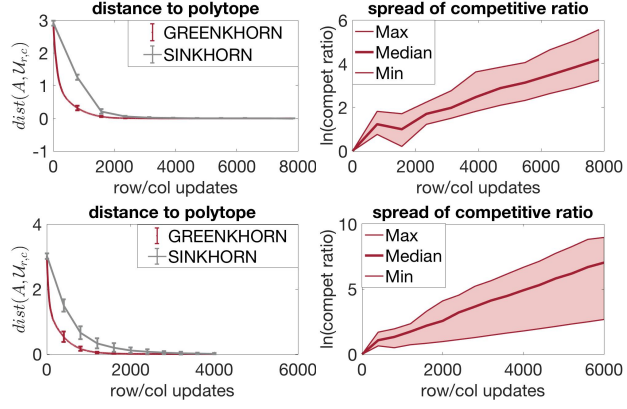 distance to polytope
3
2
1
0
-1
dist(A, U_{r,c})
GREENKHORN
SINKHORN
0 2000 4000 6000 8000
row/col updates
spread of competitive ratio
6
4
2
0
ln(compet ratio)
Max
Median
Min
0 2000 4000 6000 8000
row/col updates
distance to polytope
4
2
0
dist(A, U_{r,c})
GREENKHORN
SINKHORN
0 2000 4000 6000
row/col updates
spread of competitive ratio
10
5
0
ln(compet ratio)
Max
Median
Min
0 2000 4000 6000
row/col updates